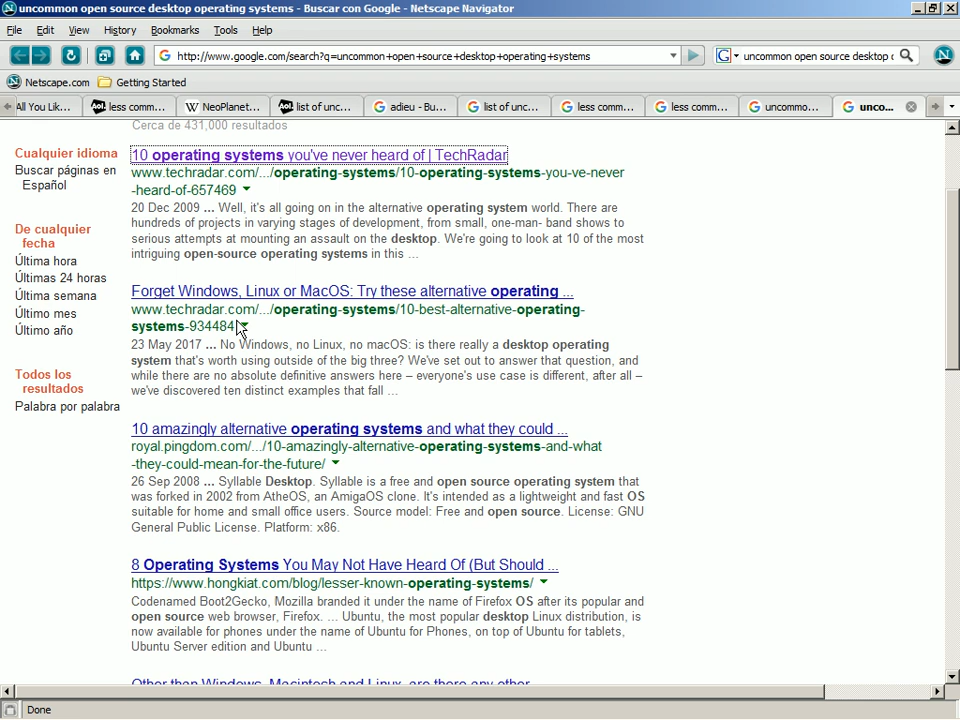 uncommon open source desktop operating systems - Buscar con Google - Netscape Navigator
File Edit View History Bookmarks Tools Help
http://www.google.com/search?q=uncommon+open+source+desktop+operating+systems
uncommon open source desktop
Netscape.com Getting Started
All You Lik... less comm... NeoPlanet... list of unc... adieu - Bu... list of unc... less comm... less comm... uncommo... unco...
Cerca de 431,000 resultados
Cualquier idioma
Buscar páginas en
Español
De cualquier
fecha
Última hora
Últimas 24 horas
Última semana
Último mes
Último año
Todos los
resultados
Palabra por palabra
10 operating systems you've never heard of | TechRadar
www.techradar.com/.../operating-systems/10-operating-systems-you-ve-never
-heard-of-657469
20 Dec 2009 ... Well, it's all going on in the alternative operating system world. There are
hundreds of projects in varying stages of development, from small, one-man- band shows to
serious attempts at mounting an assault on the desktop. We're going to look at 10 of the most
intriguing open-source operating systems in this ...
Forget Windows, Linux or MacOS: Try these alternative operating ...
www.techradar.com/.../operating-systems/10-best-alternative-operating-
systems-934484
23 May 2017 ... No Windows, no Linux, no macOS: is there really a desktop operating
system that's worth using outside of the big three? We've set out to answer that question, and
while there are no absolute definitive answers here – everyone's use case is different, after all –
we've discovered ten distinct examples that fall ...
10 amazingly alternative operating systems and what they could ...
royal.pingdom.com/.../10-amazingly-alternative-operating-systems-and-what
-they-could-mean-for-the-future/
26 Sep 2008 ... Syllable Desktop. Syllable is a free and open source operating system that
was forked in 2002 from AtheOS, an AmigaOS clone. It's intended as a lightweight and fast OS
suitable for home and small office users. Source model: Free and open source. License: GNU
General Public License. Platform: x86.
8 Operating Systems You May Not Have Heard Of (But Should ...
https://www.hongkiat.com/blog/lesser-known-operating-systems/
Codenamed Boot2Gecko, Mozilla branded it under the name of Firefox OS after its popular and
open source web browser, Firefox. ... Ubuntu, the most popular desktop Linux distribution, is
now available for phones under the name of Ubuntu for Phones, on top of Ubuntu for tablets,
Ubuntu Server edition and Ubuntu ...
Other than Windows, Macintosh and Linux, are there any other
Done